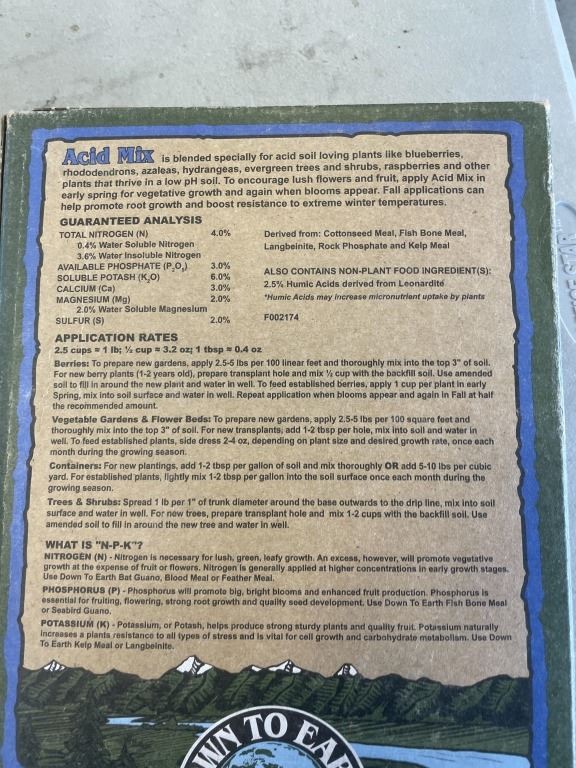 Acid Mix is blended specially for acid soil loving plants like blueberries,
rhododendrons, azaleas, hydrangeas, evergreen trees and shrubs, raspberries and other
plants that thrive in a low pH soil. To encourage lush flowers and fruit, apply Acid Mix in
early spring for vegetative growth and again when blooms appear. Fall applications can
help promote root growth and boost resistance to extreme winter temperatures.
GUARANTEED ANALYSIS
TOTAL NITROGEN (N) 4.0%
0.4% Water Soluble Nitrogen
3.6% Water Insoluble Nitrogen
AVAILABLE PHOSPHATE (P₂O₅) 3.0%
SOLUBLE POTASH (K₂O) 6.0%
CALCIUM (Ca) 3.0%
MAGNESIUM (Mg) 2.0%
2.0% Water Soluble Magnesium
SULFUR (S) 2.0%
Derived from: Cottonseed Meal, Fish Bone Meal,
Langbeinite, Rock Phosphate and Kelp Meal
ALSO CONTAINS NON-PLANT FOOD INGREDIENT(S):
2.5% Humic Acids derived from Leonardite
*Humic Acids may increase micronutrient uptake by plants
F002174
APPLICATION RATES
2.5 cups = 1 lb; ½ cup = 3.2 oz; 1 tbsp = 0.4 oz
Berries: To prepare new gardens, apply 2.5-5 lbs per 100 linear feet and thoroughly mix into the top 3" of soil.
For new berry plants (1-2 years old), prepare transplant hole and mix ½ cup with the backfill soil. Use amended
soil to fill in around the new plant and water in well. To feed established berries, apply 1 cup per plant in early
Spring, mix into soil surface and water in well. Repeat application when blooms appear and again in Fall at half
the recommended amount.
Vegetable Gardens & Flower Beds: To prepare new gardens, apply 2.5-5 lbs per 100 square feet and
thoroughly mix into the top 3" of soil. For new transplants, add 1-2 tbsp per hole, mix into soil and water in
well. To feed established plants, side dress 2-4 oz, depending on plant size and desired growth rate, once each
month during the growing season.
Containers: For new plantings, add 1-2 tbsp per gallon of soil and mix thoroughly OR add 5-10 lbs per cubic
yard. For established plants, lightly mix 1-2 tbsp per gallon into the soil surface once each month during the
growing season.
Trees & Shrubs: Spread 1 lb per 1" of trunk diameter around the base outwards to the drip line, mix into soil
surface and water in well. For new trees, prepare transplant hole and mix 1-2 cups with the backfill soil. Use
amended soil to fill in around the new tree and water in well.
WHAT IS "N-P-K"?
NITROGEN (N) - Nitrogen is necessary for lush, green, leafy growth. An excess, however, will promote vegetative
growth at the expense of fruit or flowers. Nitrogen is generally applied at higher concentrations in early growth stages.
Use Down To Earth Bat Guano, Blood Meal or Feather Meal.
PHOSPHORUS (P) - Phosphorus will promote big, bright blooms and enhanced fruit production. Phosphorus is
essential for fruiting, flowering, strong root growth and quality seed development. Use Down To Earth Fish Bone Meal
or Seabird Guano.
POTASSIUM (K) - Potassium, or Potash, helps produce strong sturdy plants and quality fruit. Potassium naturally
increases a plants resistance to all types of stress and is vital for cell growth and carbohydrate metabolism. Use Down
To Earth Kelp Meal or Langbeinite.
WN TO EA